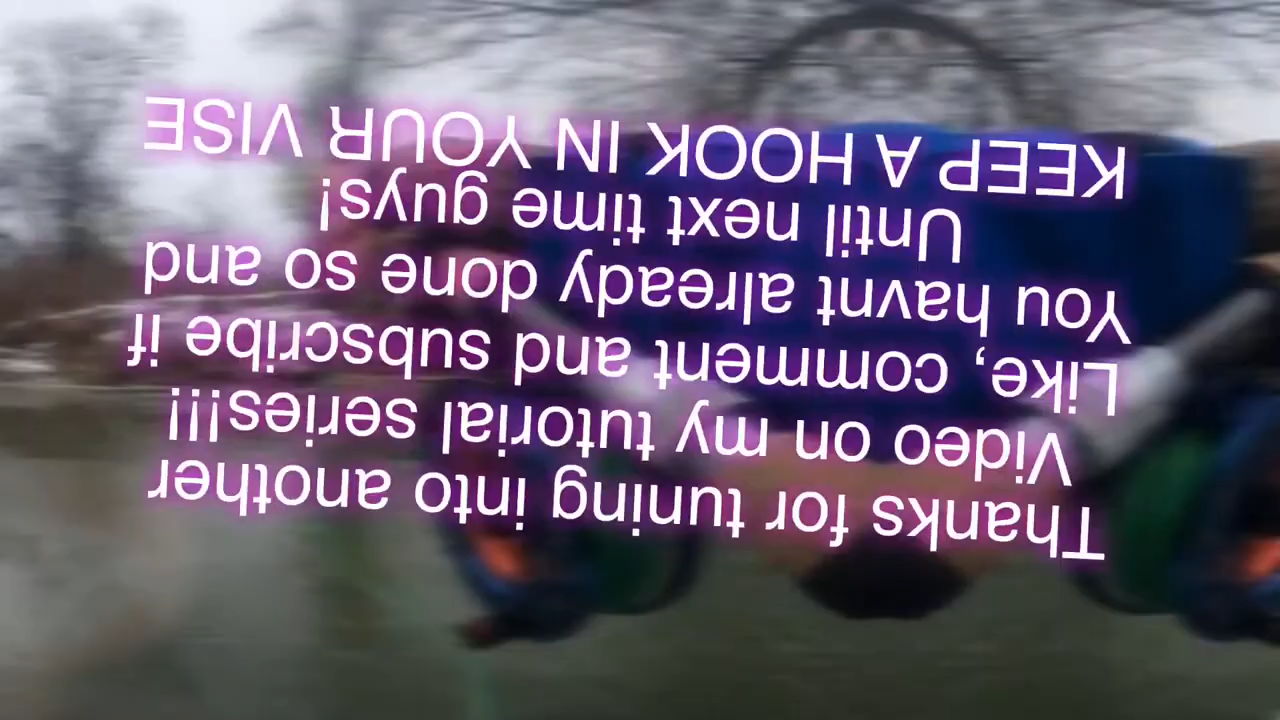 Thanks for tuning into another
Video on my tutorial series!!!
Like, comment and subscribe if
You havnt already done so and
Until next time guys!
KEEP A HOOK IN YOUR VISE